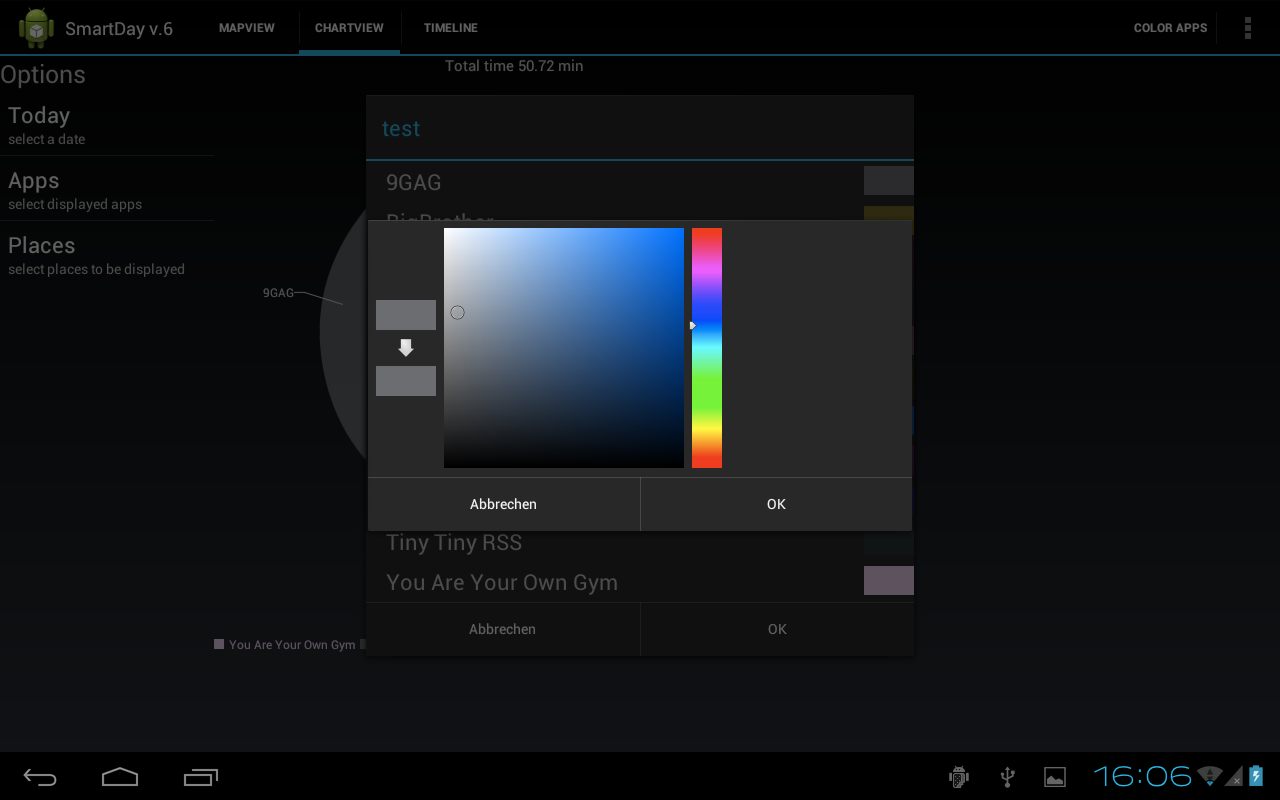 SmartDay v.6
MAPVIEW
CHARTVIEW
TIMELINE
COLOR APPS
Total time 50.72 min
Options
Today
select a date
Apps
select displayed apps
Places
select places to be displayed
9GAG
test
9GAG
BigBrother
Abbrechen
OK
Tiny Tiny RSS
You Are Your Own Gym
Abbrechen
OK
You Are Your Own Gym
16:06